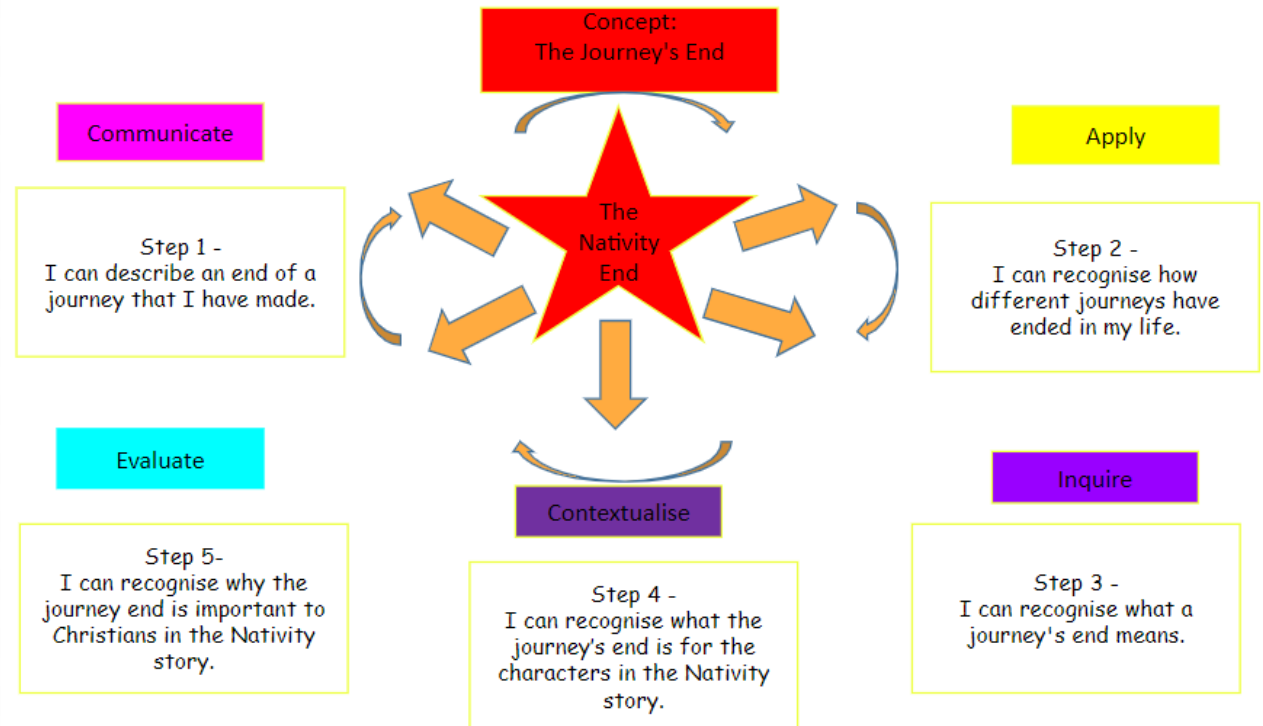 Concept:
The Journey's End
Communicate
Apply
The
Nativity
End
Step 1 -
I can describe an end of a
journey that I have made.
Step 2 -
I can recognise how
different journeys have
ended in my life.
Evaluate
Inquire
Contextualise
Step 5-
I can recognise why the
journey end is important to
Christians in the Nativity
story.
Step 4 -
I can recognise what the
journey’s end is for the
characters in the Nativity
story.
Step 3 -
I can recognise what a
journey's end means.